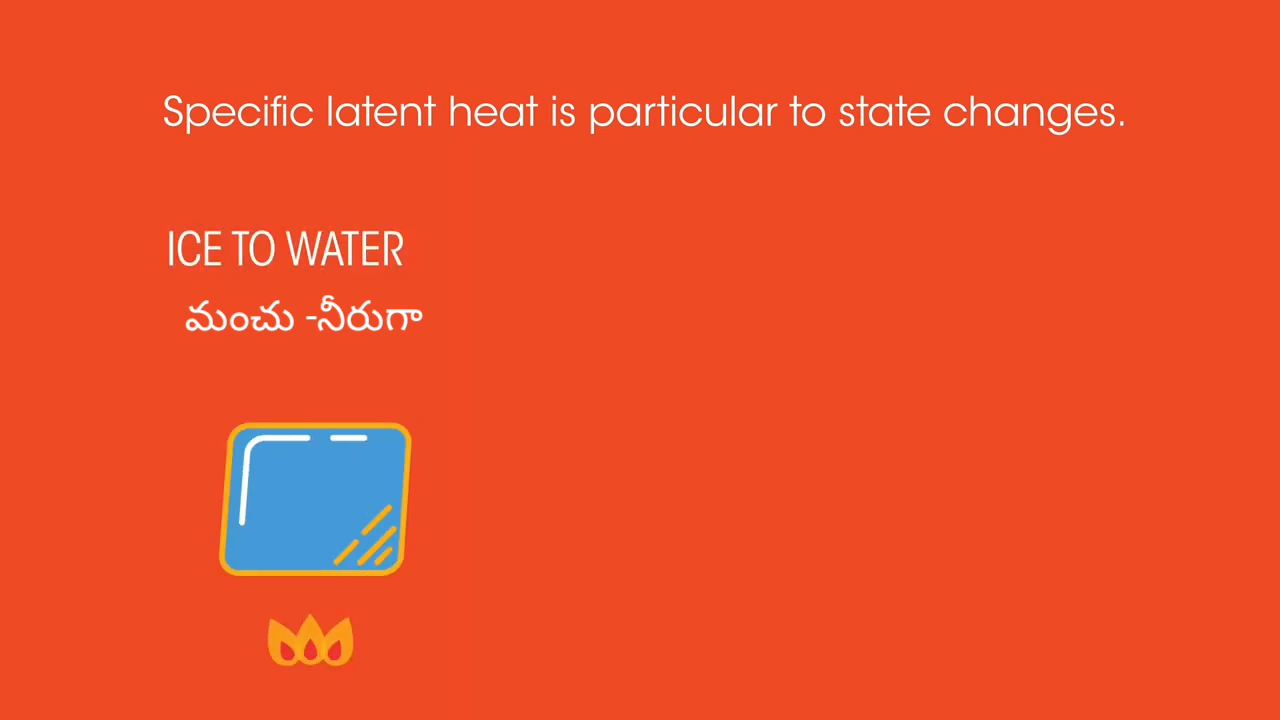 Specific latent heat is particular to state changes.
ICE TO WATER
మంచు -నీరుగా